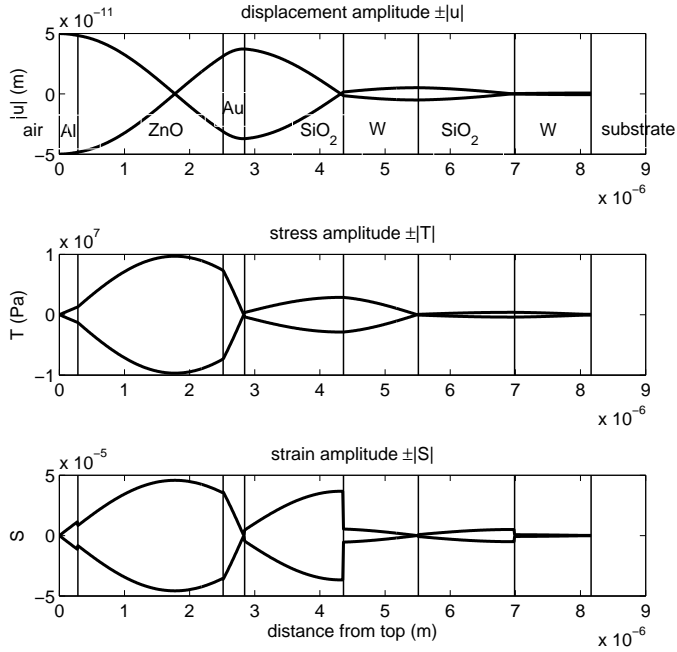 displacement amplitude ±|u|
x 10^-11
5
0
−5
|u| (m)
air
Al
ZnO
Au
SiO_2
W
SiO_2
W
substrate
0 1 2 3 4 5 6 7 8 9
x 10^-6
stress amplitude ±|T|
x 10^7
1
0
−1
T (Pa)
0 1 2 3 4 5 6 7 8 9
x 10^-6
strain amplitude ±|S|
x 10^-5
5
0
−5
S
0 1 2 3 4 5 6 7 8 9
distance from top (m)
x 10^-6